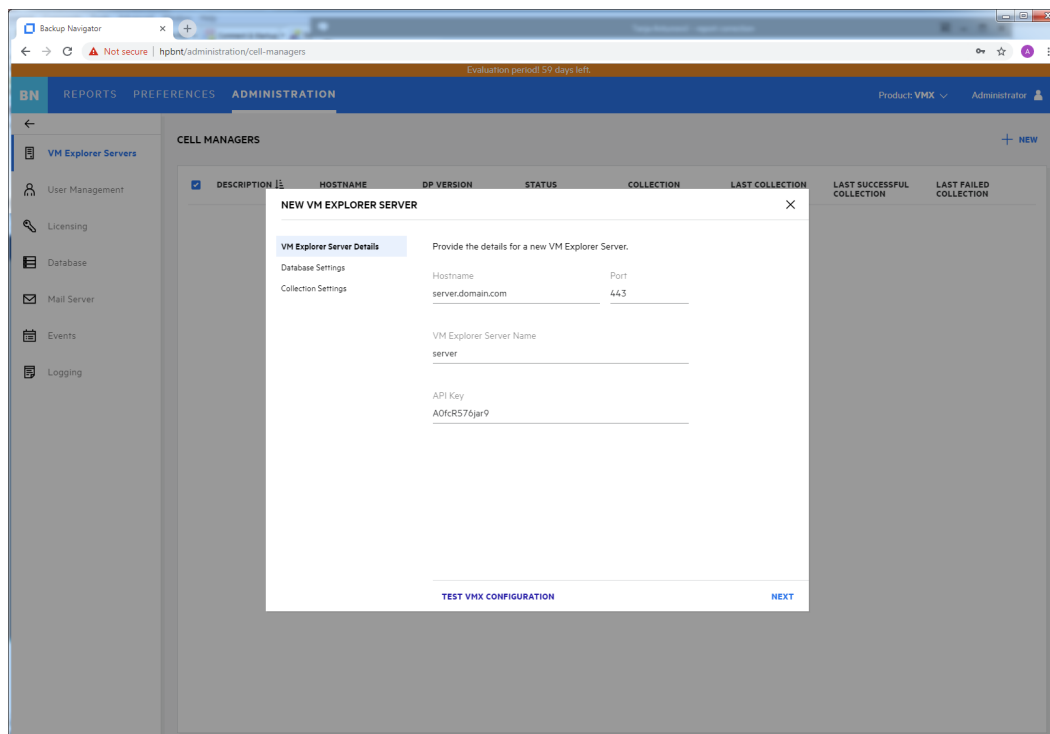 Backup Navigator
Not secure | hpbnt/administration/cell-managers
A
Evaluation period! 59 days left.
BN REPORTS PREFERENCES ADMINISTRATION Product: VMX Administrator
VM Explorer Servers
User Management
Licensing
Database
Mail Server
Events
Logging
CELL MANAGERS + NEW
DESCRIPTION HOSTNAME DP VERSION STATUS COLLECTION LAST COLLECTION LAST SUCCESSFUL COLLECTION LAST FAILED COLLECTION
NEW VM EXPLORER SERVER
VM Explorer Server Details
Database Settings
Collection Settings
Provide the details for a new VM Explorer Server.
Hostname Port
server.domain.com 443
VM Explorer Server Name
server
API Key
A0fcR576jar9
TEST VMX CONFIGURATION NEXT